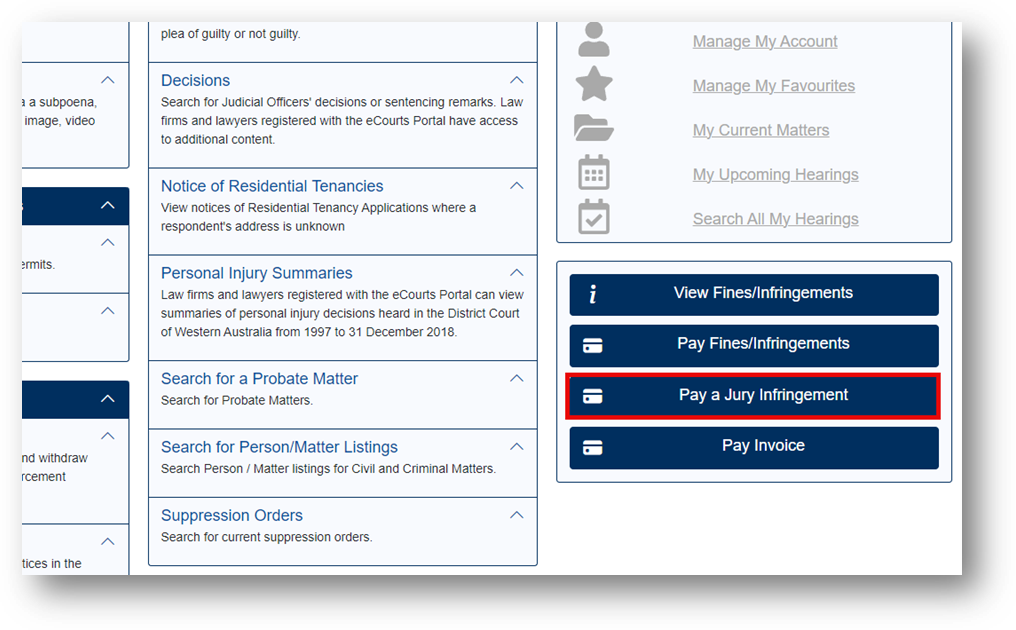 a a subpoena,
image, video
ermits.
nd withdraw
rcement
tices in the
plea of guilty or not guilty.
Decisions
Search for Judicial Officers' decisions or sentencing remarks. Law
firms and lawyers registered with the eCourts Portal have access
to additional content.
Notice of Residential Tenancies
View notices of Residential Tenancy Applications where a
respondent's address is unknown
Personal Injury Summaries
Law firms and lawyers registered with the eCourts Portal can view
summaries of personal injury decisions heard in the District Court
of Western Australia from 1997 to 31 December 2018.
Search for a Probate Matter
Search for Probate Matters.
Search for Person/Matter Listings
Search Person / Matter listings for Civil and Criminal Matters.
Suppression Orders
Search for current suppression orders.
Manage My Account
Manage My Favourites
My Current Matters
My Upcoming Hearings
Search All My Hearings
View Fines/Infringements
Pay Fines/Infringements
Pay a Jury Infringement
Pay Invoice